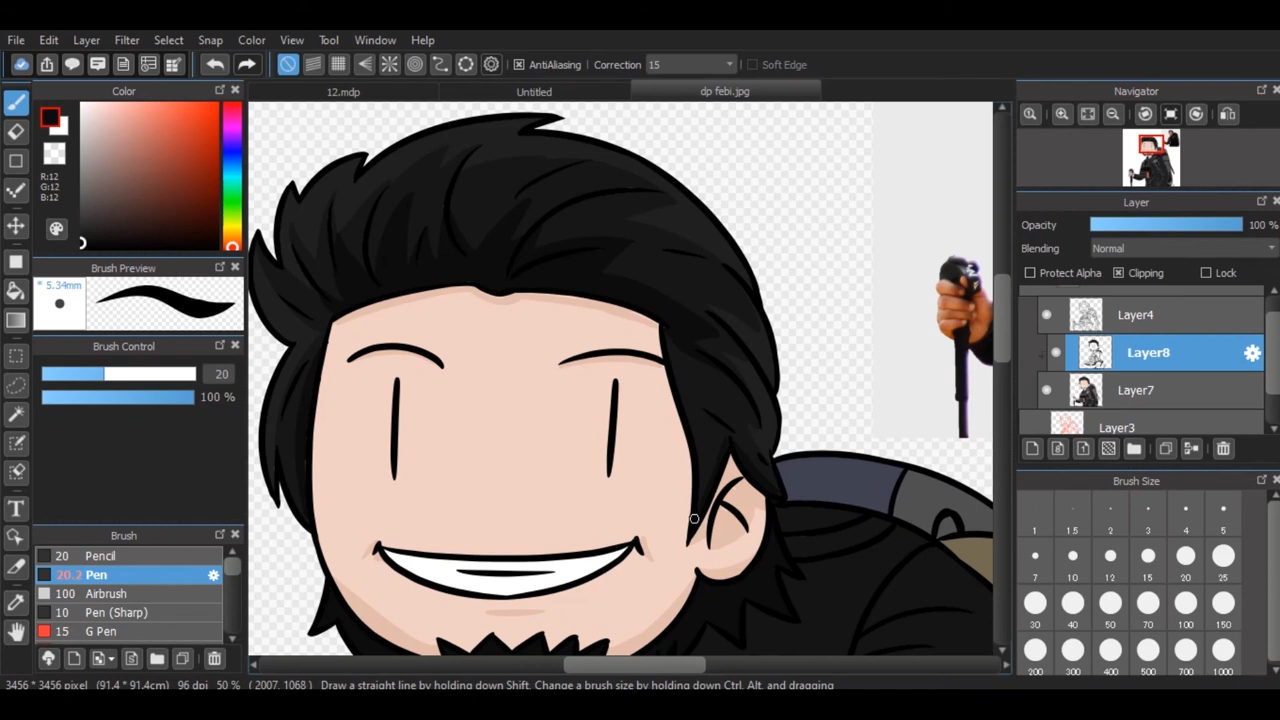 File Edit Layer Filter Select Snap Color View Tool Window Help
AntiAliasing Correction 15 Soft Edge
Color
12.mdp Untitled dp febi.jpg
Navigator
R:12
G:12
B:12
Layer
Opacity 100 %
Blending Normal
Brush Preview
* 5.34mm
Protect Alpha Clipping Lock
Layer4
Brush Control
Layer8
20
100 %
Layer7
Layer3
Brush Size
1 1.5 2 3 4 5
7 10 12 15 20 25
30 40 50 70 100 150
200 300 400 500 700 1000
Brush
20 Pencil
20.2 Pen
100 Airbrush
10 Pen (Sharp)
15 G Pen
3456 * 3456 pixel (91.4 * 91.4cm) 96 dpi 50 % ( 2007, 1068 ) Draw a straight line by holding down Shift, Change a brush size by holding down Ctrl, Alt, and dragging